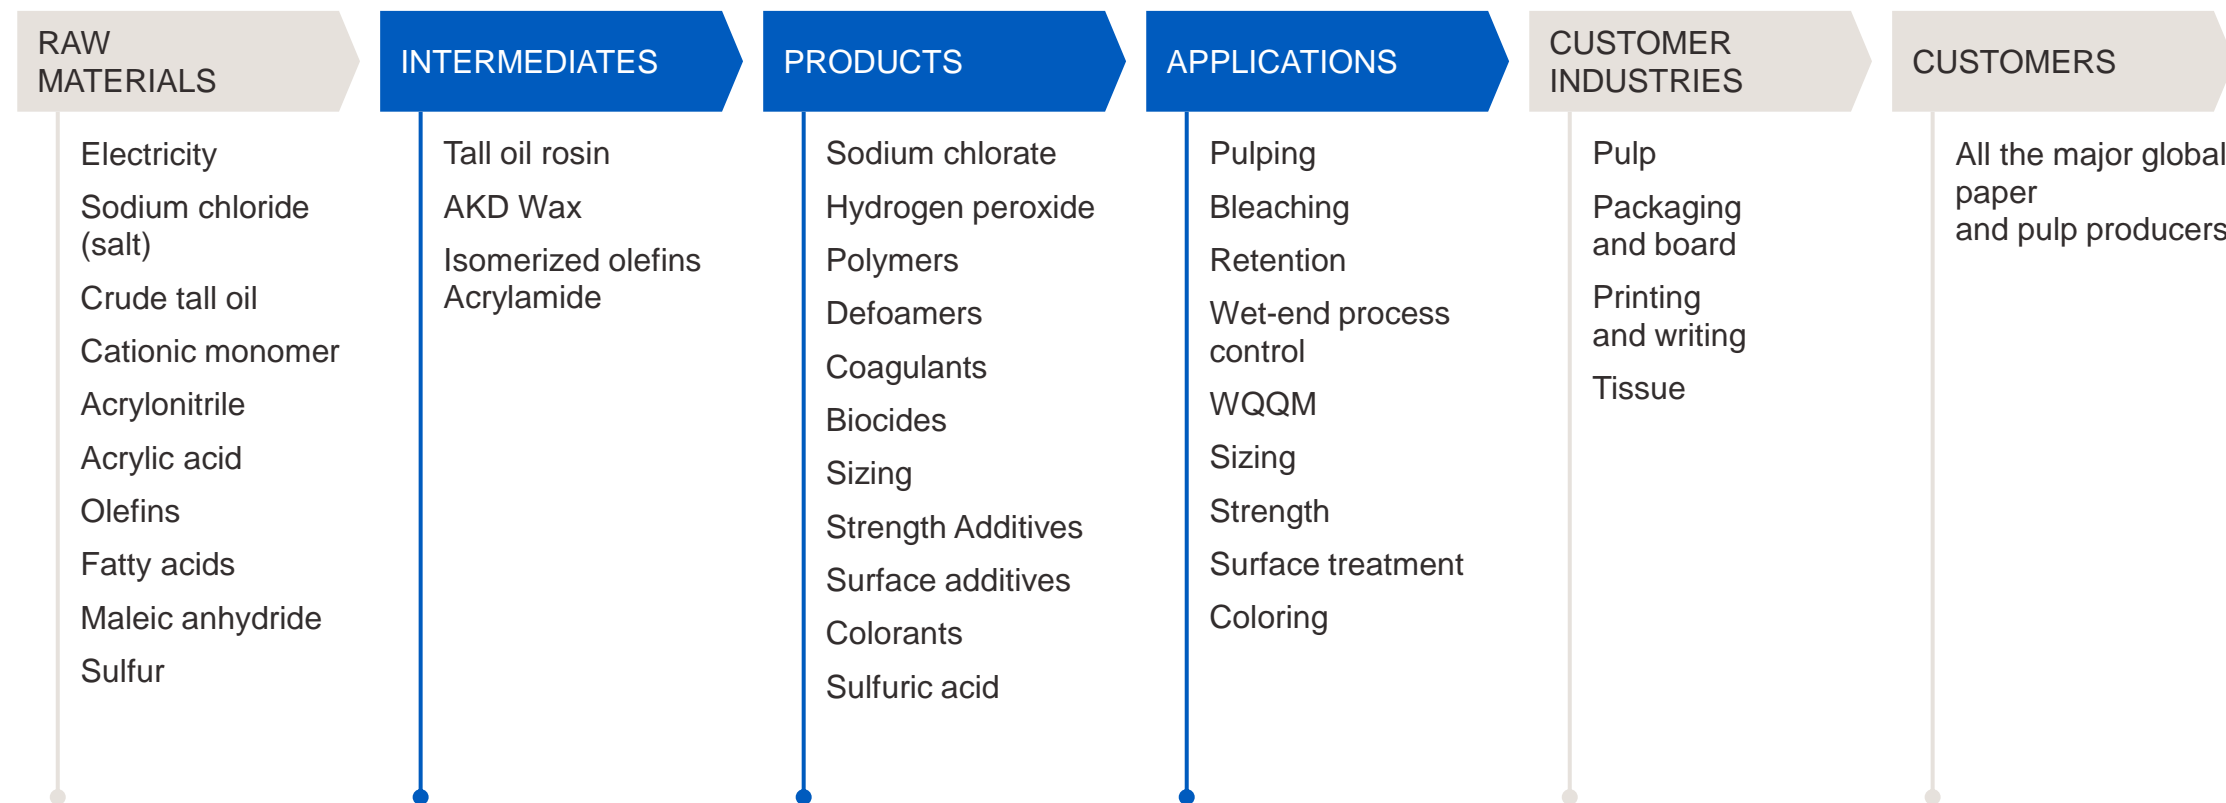 RAW
MATERIALS
Electricity
Sodium chloride
(salt)
Crude tall oil
Cationic monomer
Acrylonitrile
Acrylic acid
Olefins
Fatty acids
Maleic anhydride
Sulfur
INTERMEDIATES
Tall oil rosin
AKD Wax
Isomerized olefins
Acrylamide
PRODUCTS
Sodium chlorate
Hydrogen peroxide
Polymers
Defoamers
Coagulants
Biocides
Sizing
Strength Additives
Surface additives
Colorants
Sulfuric acid
APPLICATIONS
Pulping
Bleaching
Retention
Wet-end process
control
WQQM
Sizing
Strength
Surface treatment
Coloring
CUSTOMER
INDUSTRIES
Pulp
Packaging
and board
Printing
and writing
Tissue
CUSTOMERS
All the major global
paper
and pulp producers